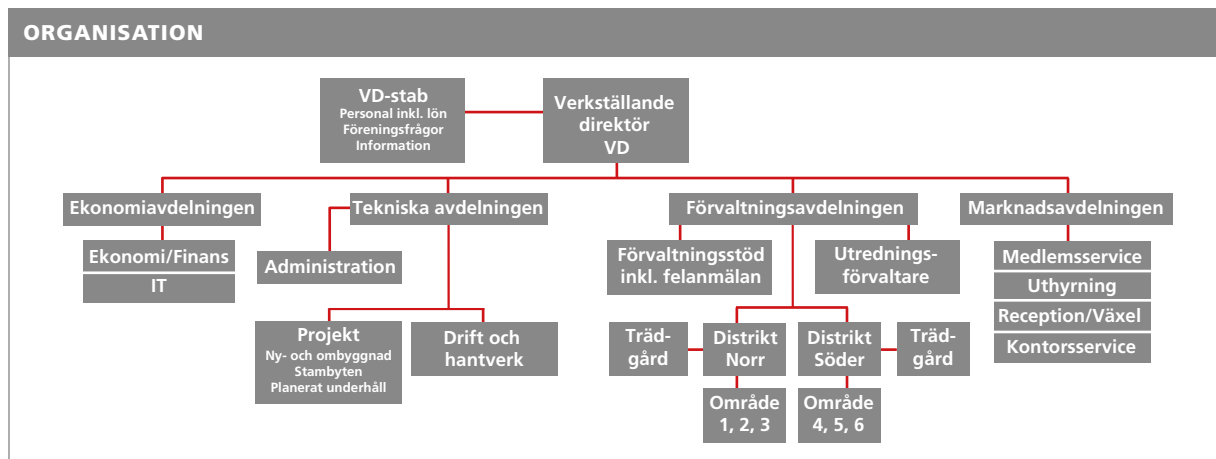 ORGANISATION
VD-stab
Personal inkl. lön
Föreningsfrågor
Information
Verkställande
direktör
VD
Ekonomiavdelningen
Ekonomi/Finans
IT
Tekniska avdelningen
Administration
Projekt
Ny- och ombyggnad
Stambyten
Planerat underhåll
Drift och
hantverk
Förvaltningsavdelningen
Förvaltningsstöd
inkl. felanmälan
Utrednings-
förvaltare
Träd-
gård
Distrikt
Norr
Distrikt
Söder
Träd-
gård
Område
1, 2, 3
Område
4, 5, 6
Marknadsavdelningen
Medlemsservice
Uthyrning
Reception/Växel
Kontorsservice